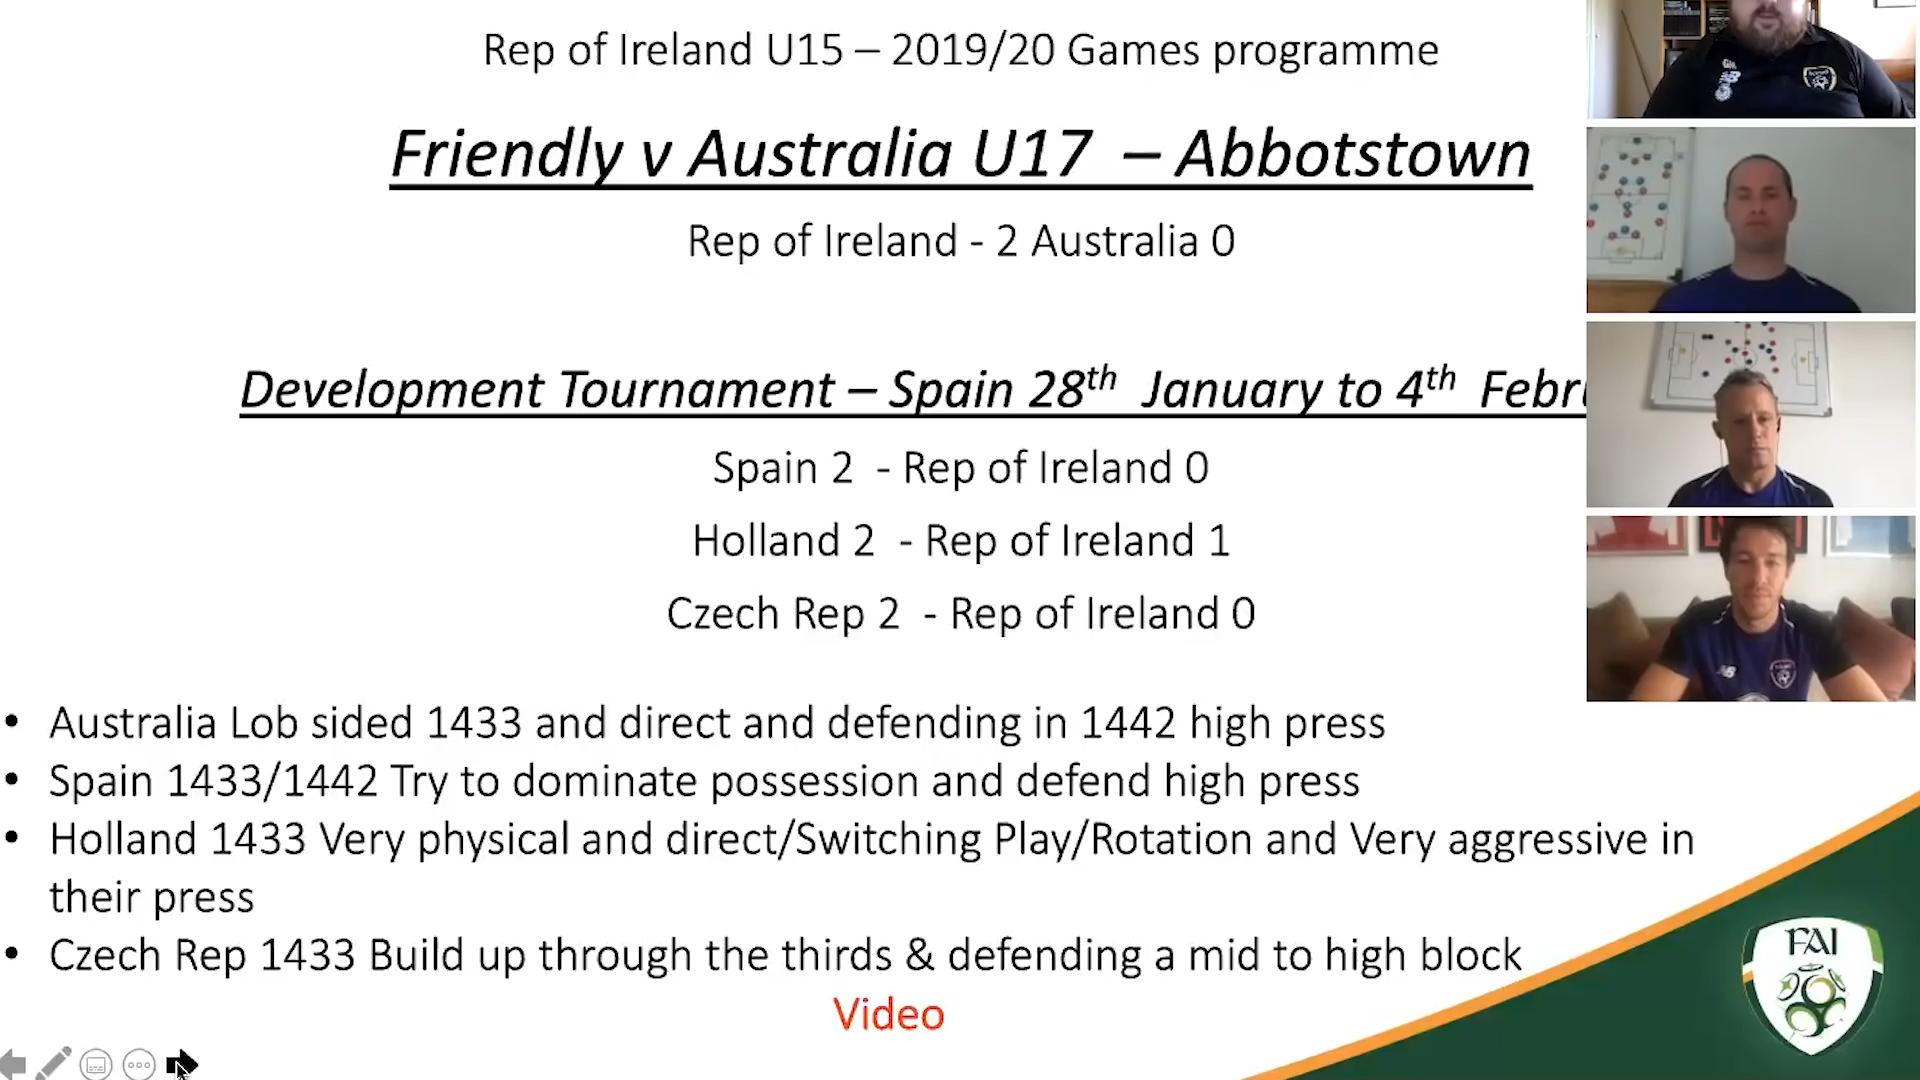 Rep of Ireland U15 – 2019/20 Games programme
Friendly v Australia U17 – Abbotstown
Rep of Ireland - 2 Australia 0
Development Tournament – Spain 28th January to 4th Febr
Spain 2 - Rep of Ireland 0
Holland 2 - Rep of Ireland 1
Czech Rep 2 - Rep of Ireland 0
• Australia Lob sided 1433 and direct and defending in 1442 high press
• Spain 1433/1442 Try to dominate possession and defend high press
• Holland 1433 Very physical and direct/Switching Play/Rotation and Very aggressive in
their press
• Czech Rep 1433 Build up through the thirds & defending a mid to high block
Video
FAI